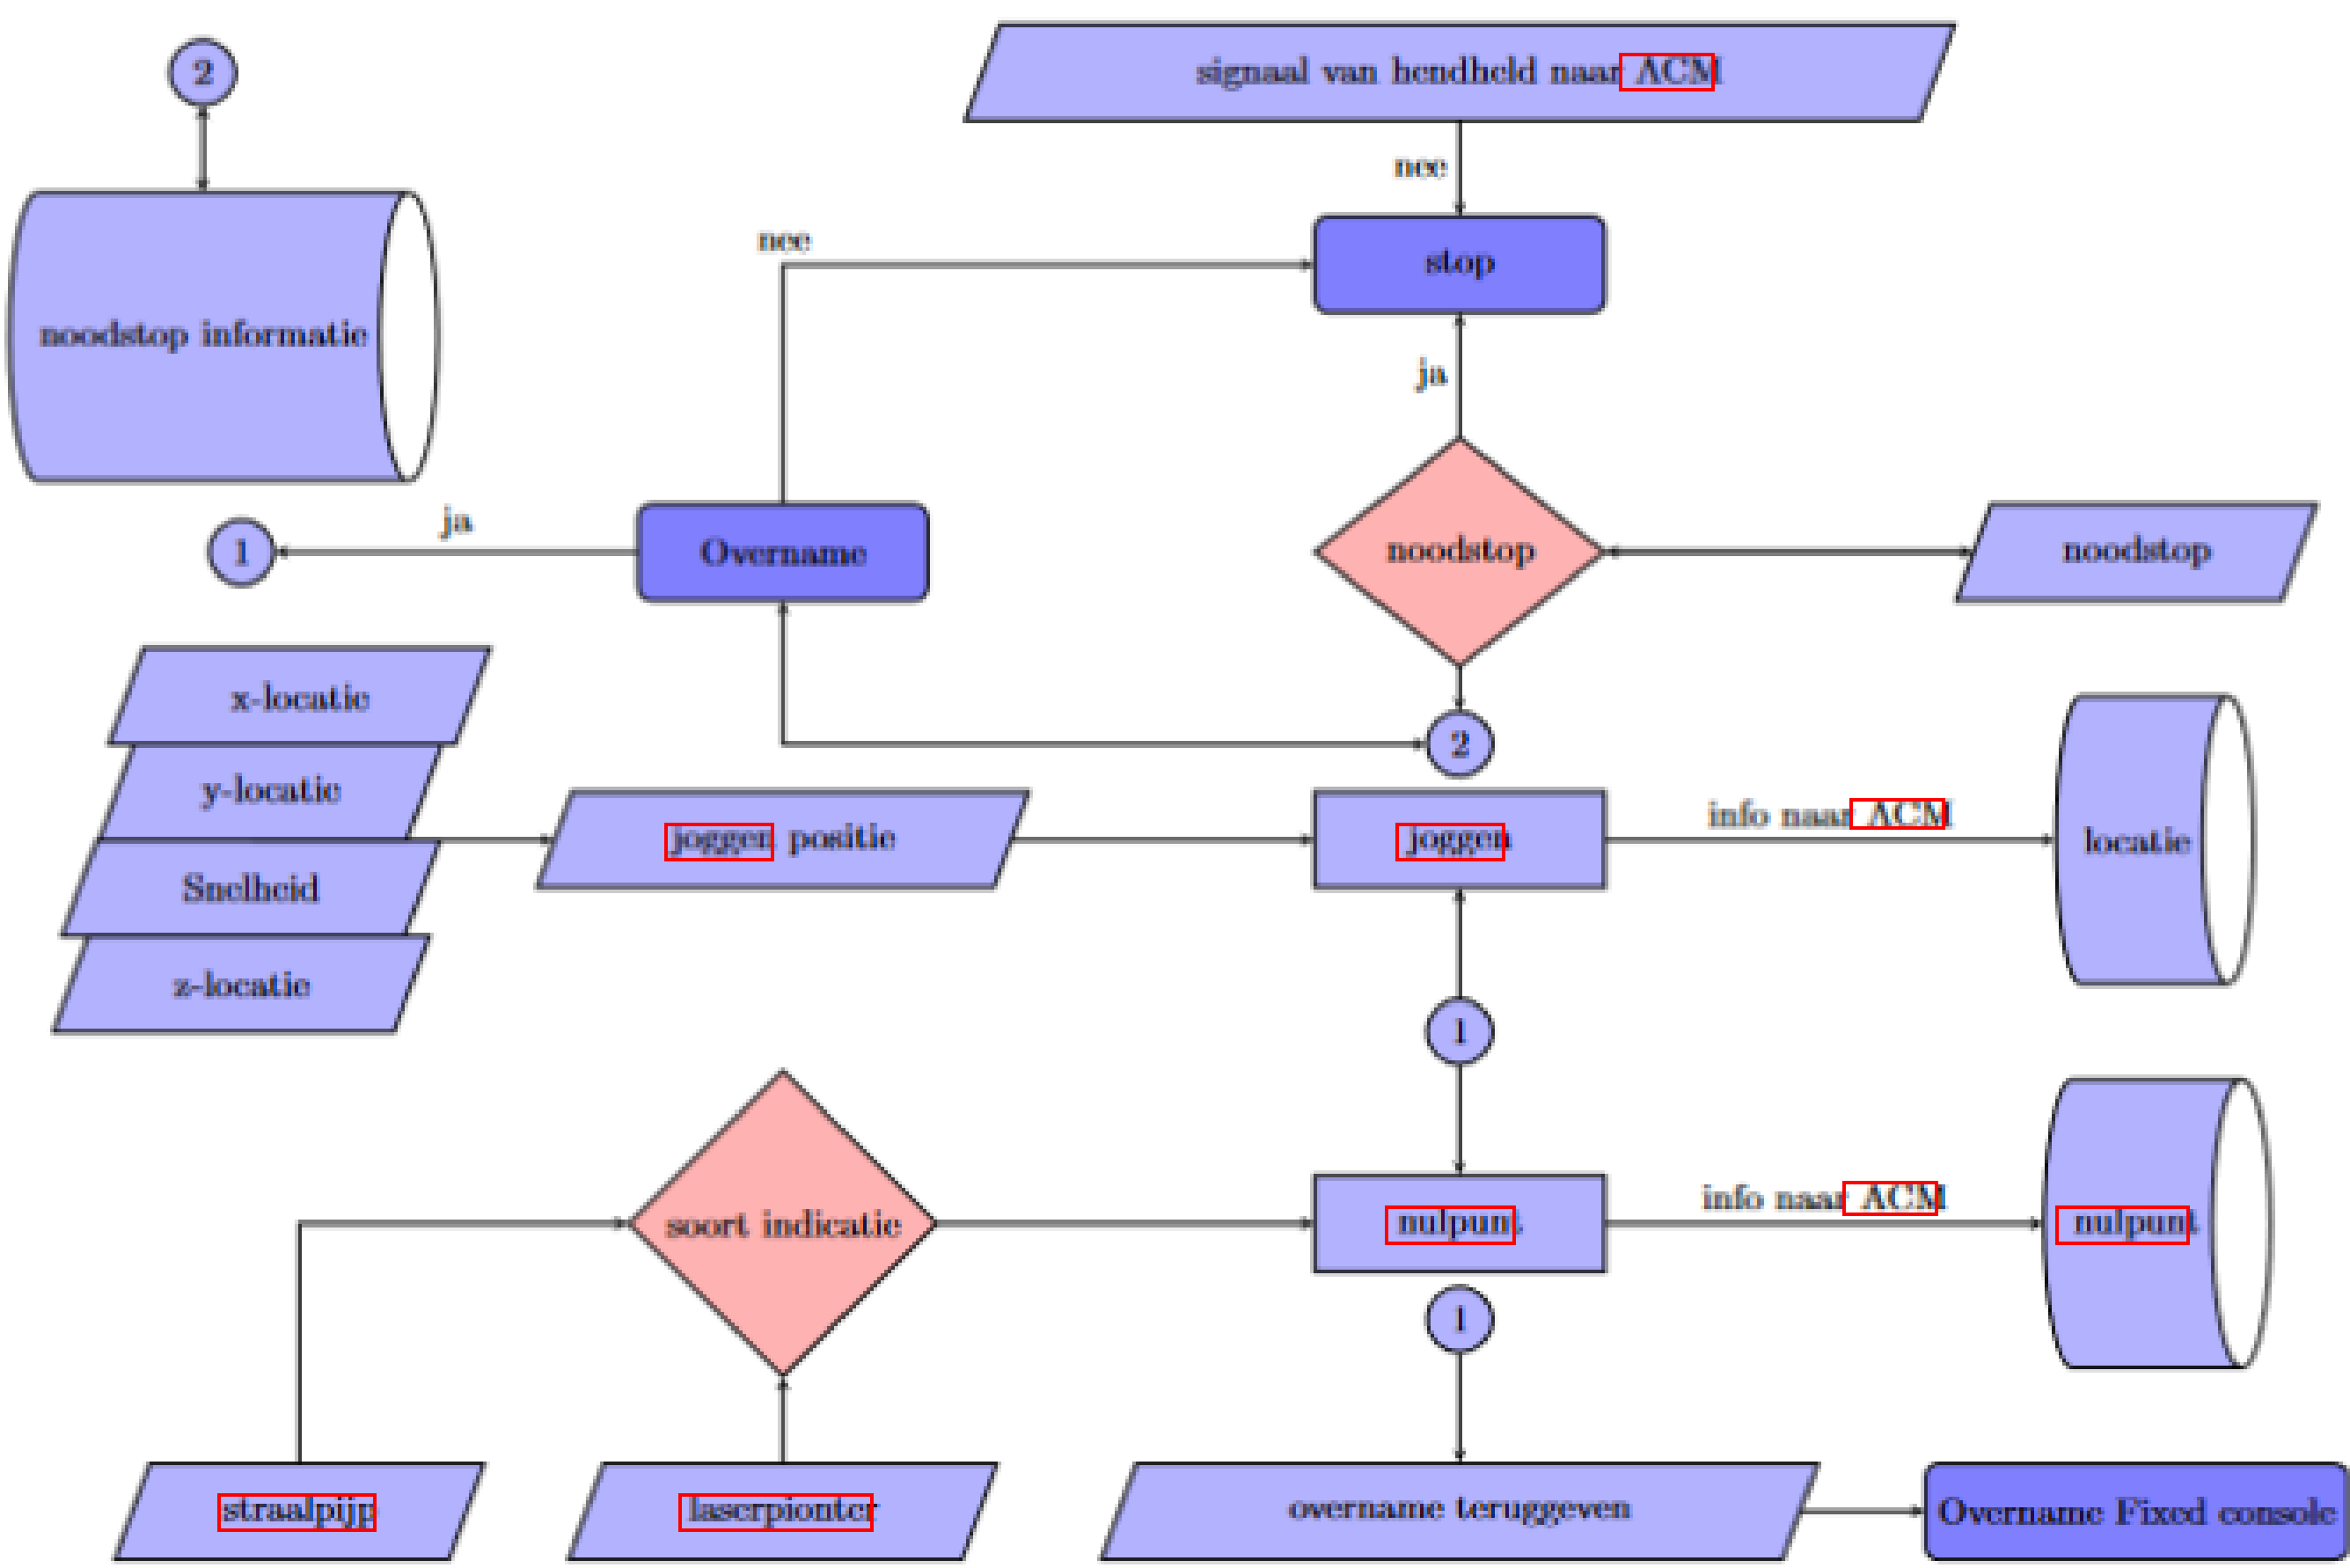 2
signaal van hendheld naar ACM
nee
nee
stop
noodstop informatie
ja
ja
1
Overname
noodstop
noodstop
x-locatie
2
y-locatie
info naar ACM
joggen positie
joggen
locatie
Snelheid
z-locatie
1
info naar ACM
soort indicatie
nulpunt
nulpunt
1
straalpijp
laserpionter
overname teruggeven
Overname Fixed console